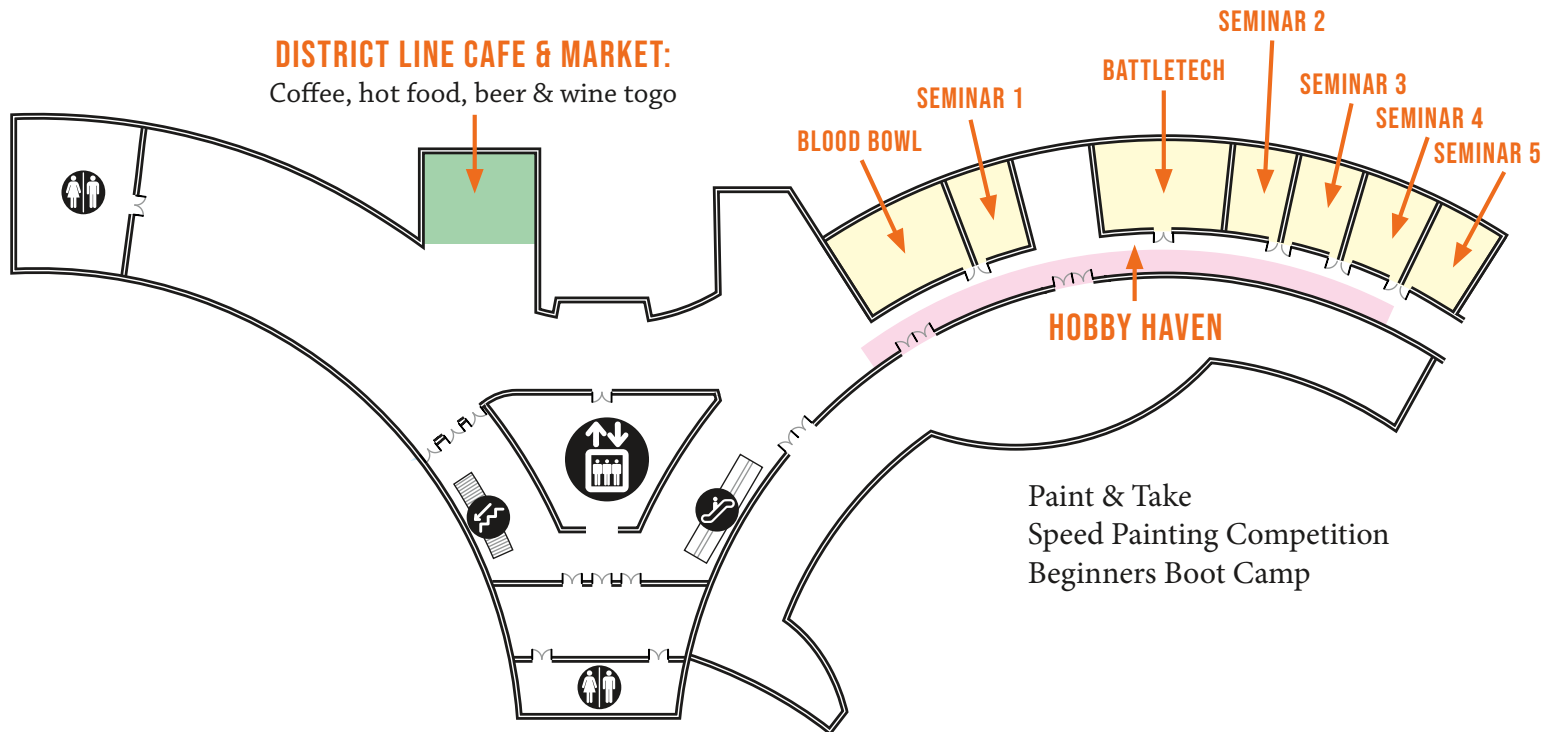 DISTRICT LINE CAFE & MARKET:
Coffee, hot food, beer & wine togo
BLOOD BOWL
SEMINAR 1
BATTLETECH
SEMINAR 2
SEMINAR 3
SEMINAR 4
SEMINAR 5
HOBBY HAVEN
Paint & Take
Speed Painting Competition
Beginners Boot Camp